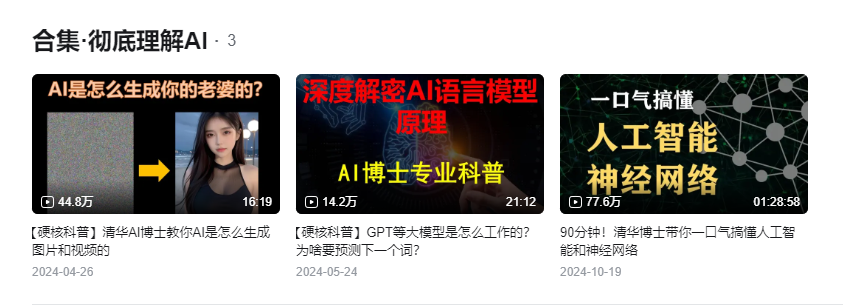 合集·彻底理解AI · 3
AI是怎么生成你的老婆的?
44.8万
16:19
【硬核科普】清华AI博士教你AI是怎么生成
图片和视频的
2024-04-26
深度解密AI语言模型
原理
AI博士专业科普
14.2万
21:12
【硬核科普】GPT等大模型是怎么工作的?
为啥要预测下一个词?
2024-05-24
一口气搞懂
人工智能
神经网络
77.6万
01:28:58
90分钟！清华博士带你一口气搞懂人工智
能和神经网络
2024-10-19